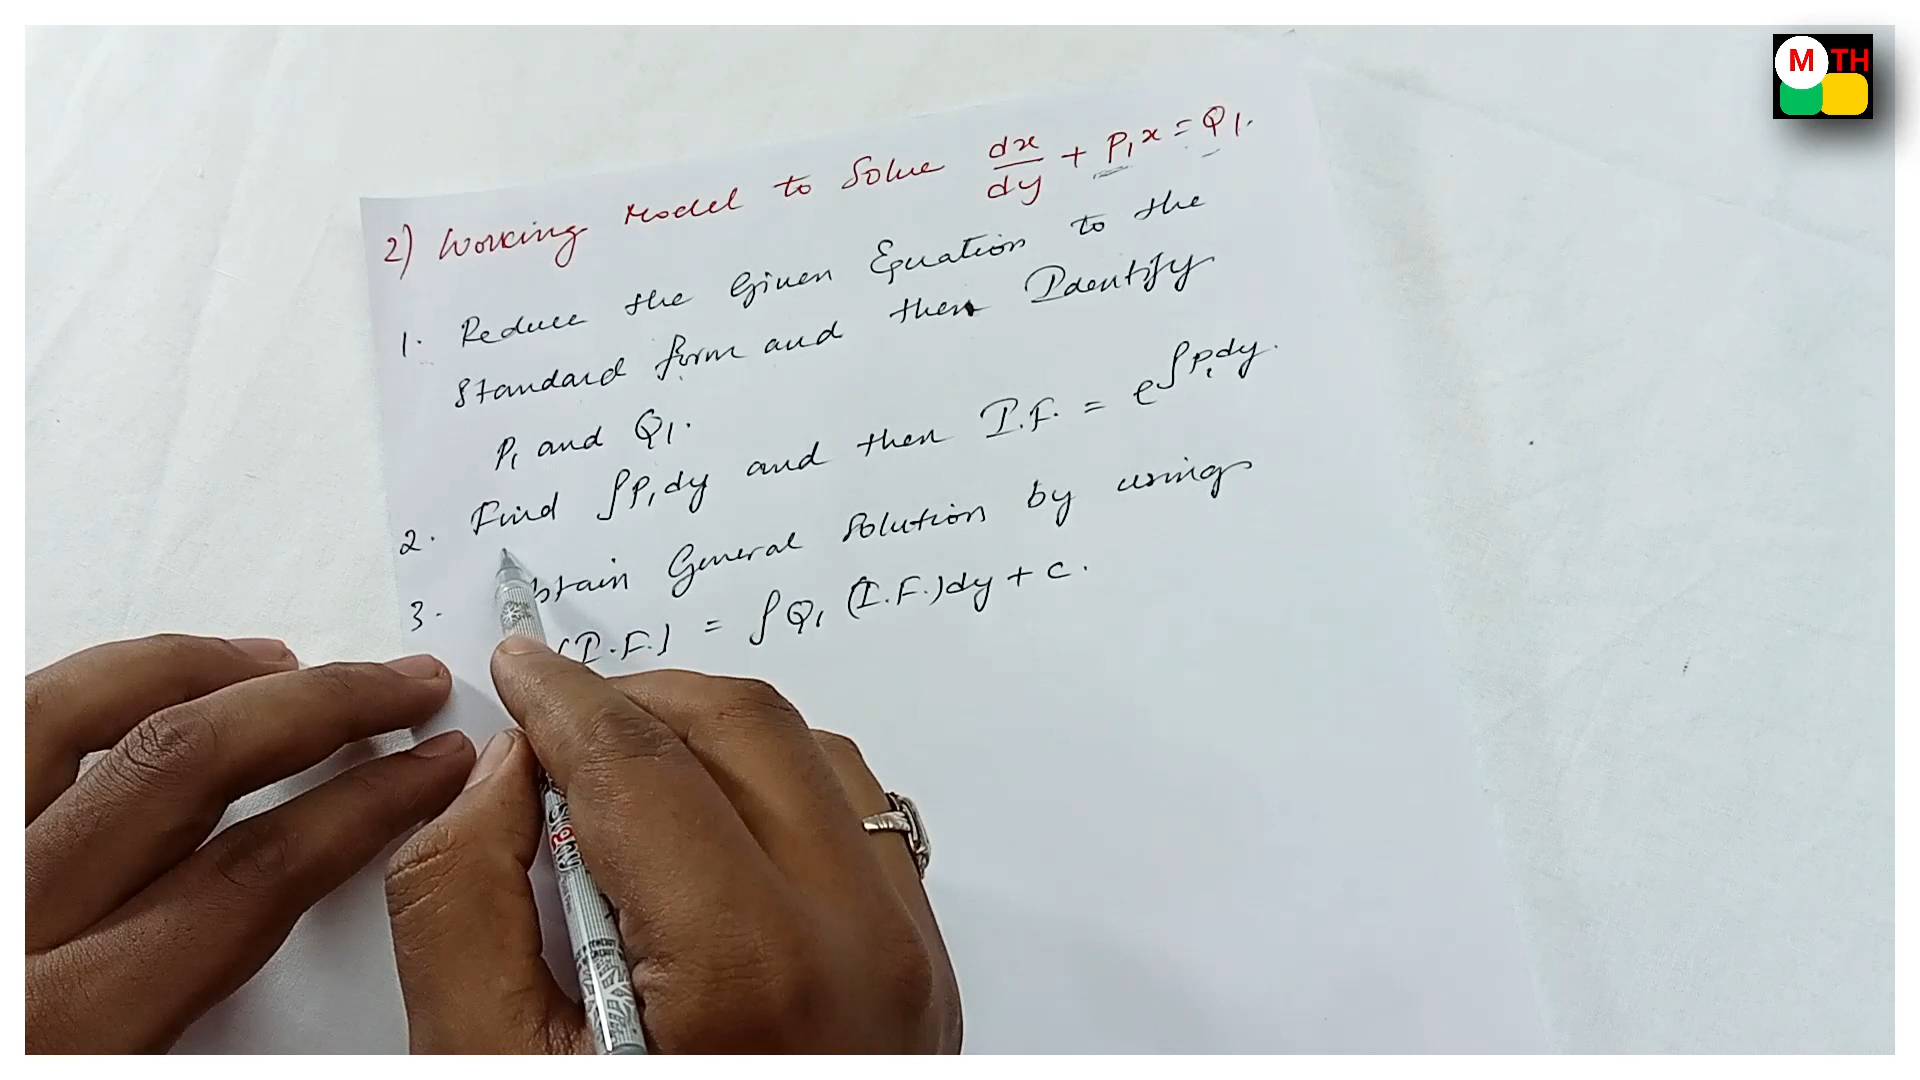 M TH
2) Working Model to Solve dx/dy + P₁x = Q₁.
1. Reduce the Given Equation to the
Standard form and then Identify
P₁ and Q₁.
2. Find ∫P₁dy and then I.F. = e^∫P₁dy.
3. General Solution by using
(I.F.) = ∫Q₁ (I.F.)dy + c.